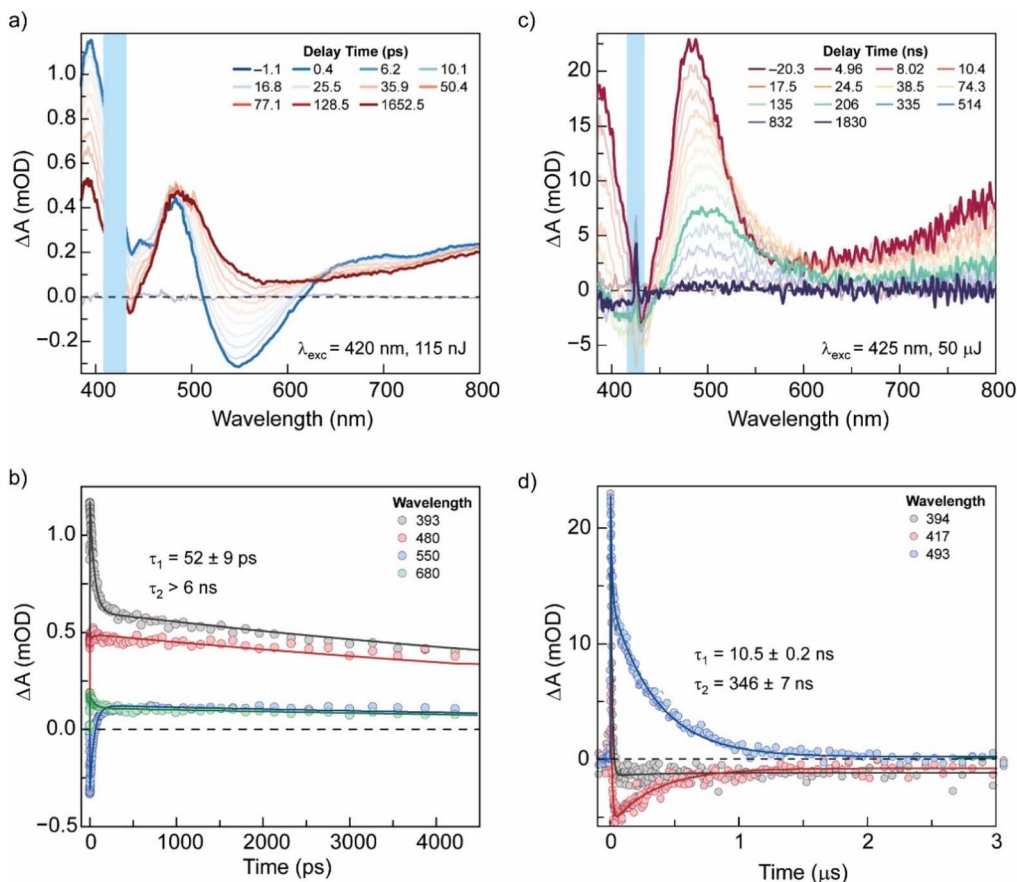 a)
Delay Time (ps)
−1.1 0.4 6.2 10.1
16.8 25.5 35.9 50.4
77.1 128.5 1652.5
1.0
0.8
0.6
0.4
0.2
0.0
−0.2
ΔA (mOD)
λexc = 420 nm, 115 nJ
400 500 600 700 800
Wavelength (nm)
c)
Delay Time (ns)
−20.3 4.96 8.02 10.4
17.5 24.5 38.5 74.3
135 206 335 514
832 1830
20
15
10
5
0
−5
ΔA (mOD)
λexc = 425 nm, 50 μJ
400 500 600 700 800
Wavelength (nm)
b)
Wavelength
393
480
550
680
τ1 = 52 ± 9 ps
τ2 > 6 ns
1.0
0.5
0.0
−0.5
ΔA (mOD)
0 1000 2000 3000 4000
Time (ps)
d)
Wavelength
394
417
493
τ1 = 10.5 ± 0.2 ns
τ2 = 346 ± 7 ns
20
10
0
ΔA (mOD)
0 1 2 3
Time (μs)